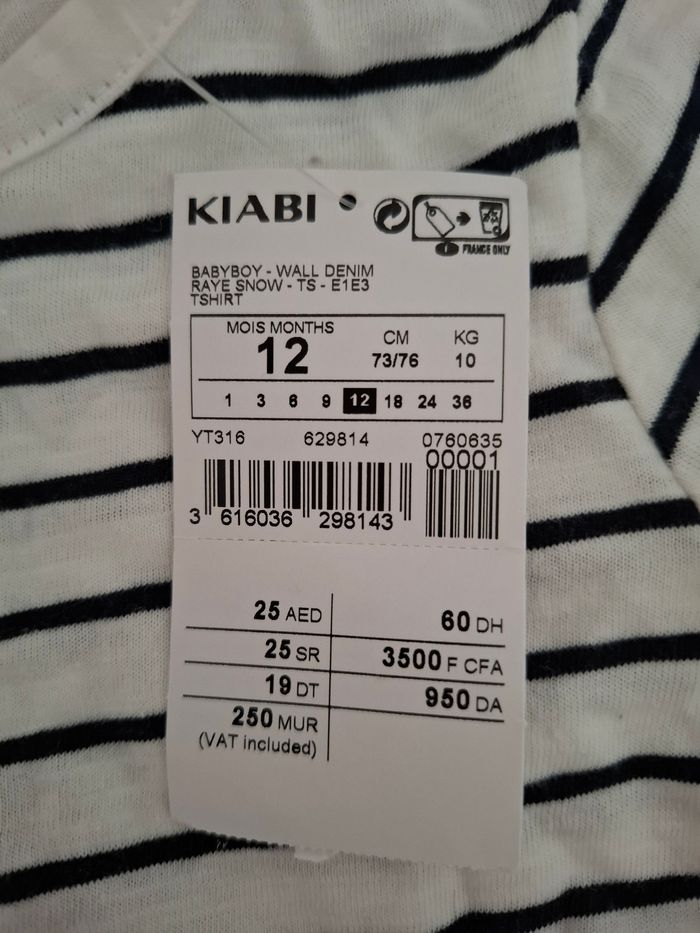 KIABI
FRANCE ONLY
BABYBOY - WALL DENIM
RAYE SNOW - TS - E1E3
TSHIRT
MOIS MONTHS CM KG
12 73/76 10
1 3 6 9 12 18 24 36
YT316 629814 0760635
00001
3 616036 298143
25 AED 60 DH
25 SR 3500 F CFA
19 DT 950 DA
250 MUR
(VAT included)